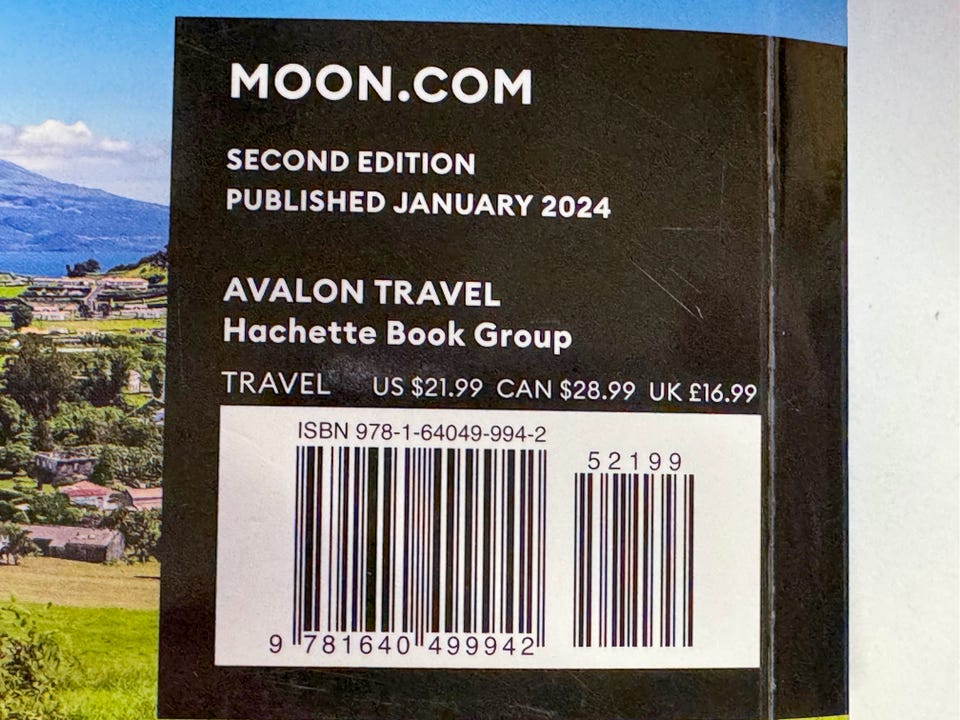 MOON.COM
SECOND EDITION
PUBLISHED JANUARY 2024
AVALON TRAVEL
Hachette Book Group
TRAVEL US $21.99 CAN $28.99 UK £16.99
ISBN 978-1-64049-994-2
52199
9 781640 499942